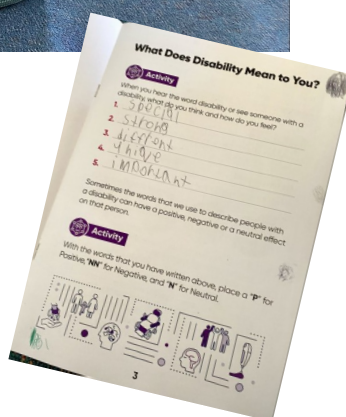 What Does Disability Mean to You?
Activity
When you hear the word disability or see someone with a
disability, what do you think and how do you feel?
1. special
2. strong
3. different
4. unique
5. important
Sometimes the words that we use to describe people with
a disability can have a positive, negative or a neutral effect
on that person.
Activity
With the words that you have written above, place a "P" for
Positive, "NN" for Negative, and "N" for Neutral.
3